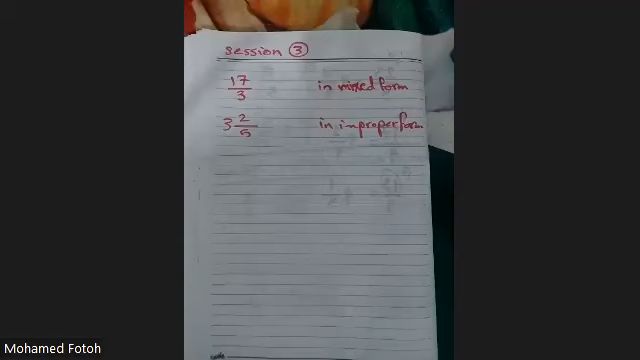 session ③
17/3 in mixed form
3 2/5 in improper form
Mohamed Fotoh